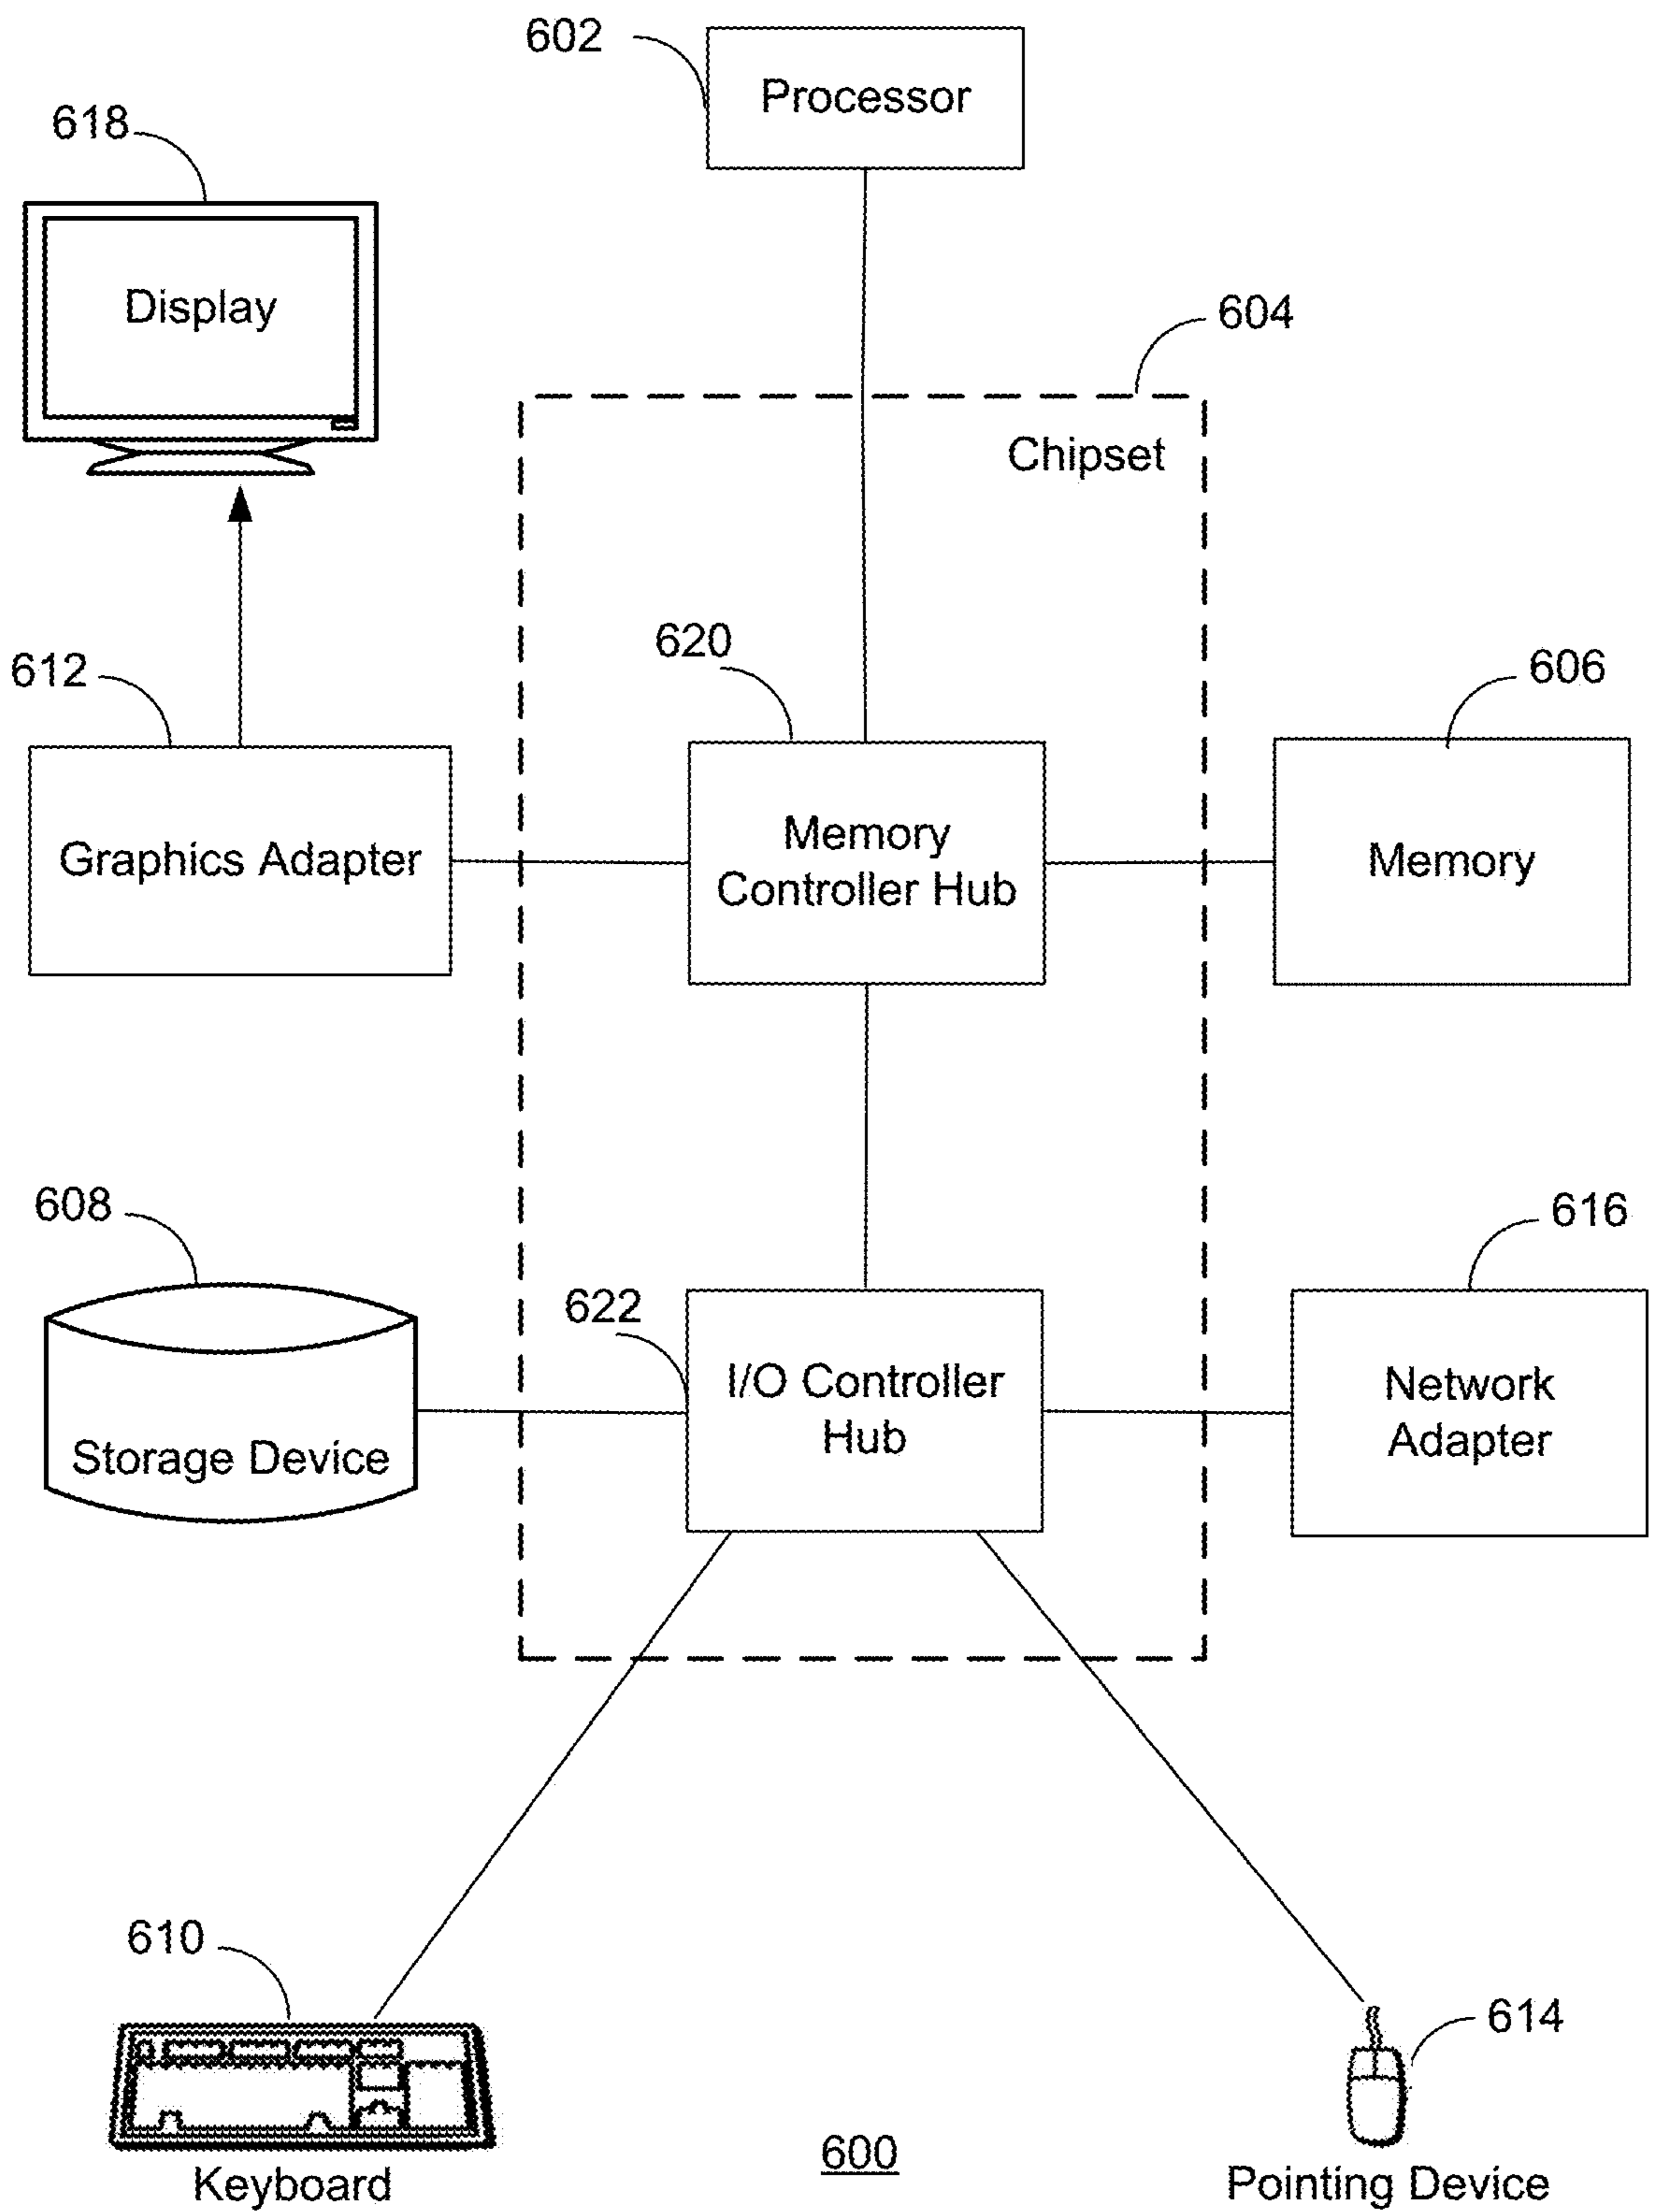 602
Processor
618
Display
604
Chipset
620
612
606
Memory
Controller Hub
Graphics Adapter
Memory
608
616
622
I/O Controller
Hub
Network
Adapter
Storage Device
610
614
600
Keyboard
Pointing Device